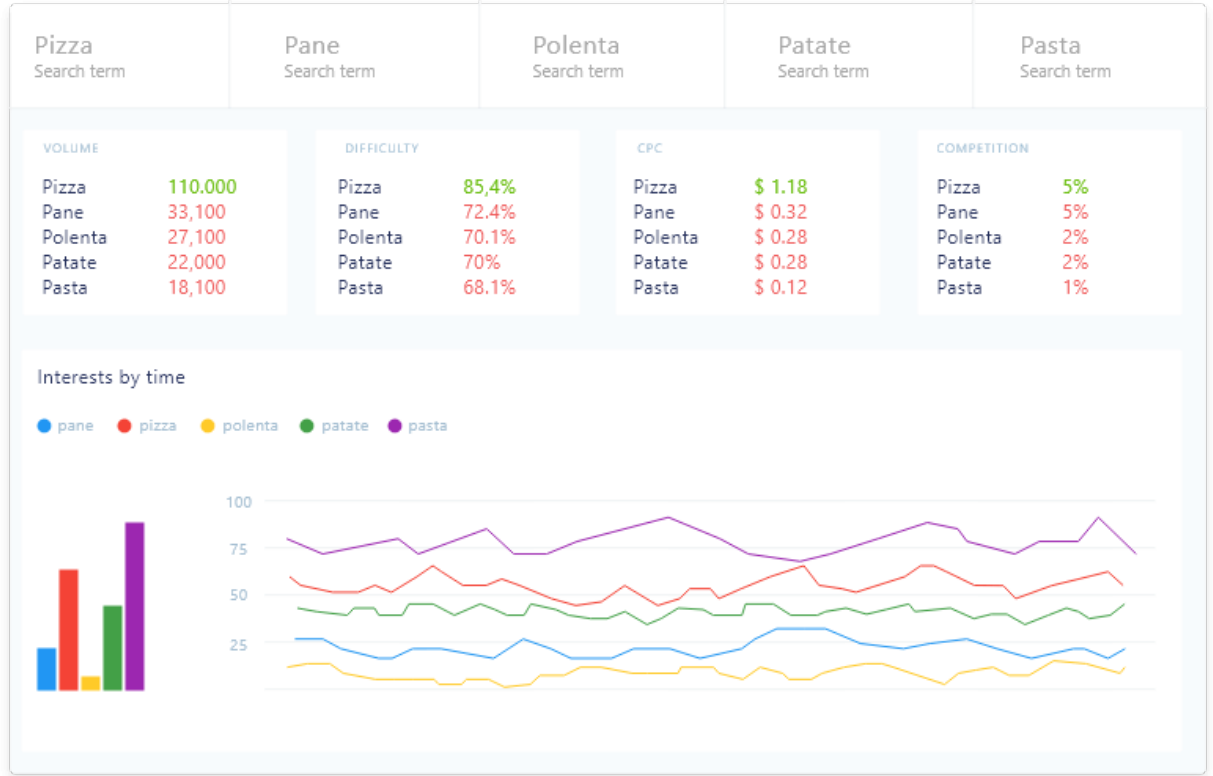 Pizza
Search term
Pane
Search term
Polenta
Search term
Patate
Search term
Pasta
Search term
VOLUME
Pizza 110.000
Pane 33,100
Polenta 27,100
Patate 22,000
Pasta 18,100
DIFFICULTY
Pizza 85,4%
Pane 72.4%
Polenta 70.1%
Patate 70%
Pasta 68.1%
CPC
Pizza $ 1.18
Pane $ 0.32
Polenta $ 0.28
Patate $ 0.28
Pasta $ 0.12
COMPETITION
Pizza 5%
Pane 5%
Polenta 2%
Patate 2%
Pasta 1%
Interests by time
pane pizza polenta patate pasta
100
75
50
25